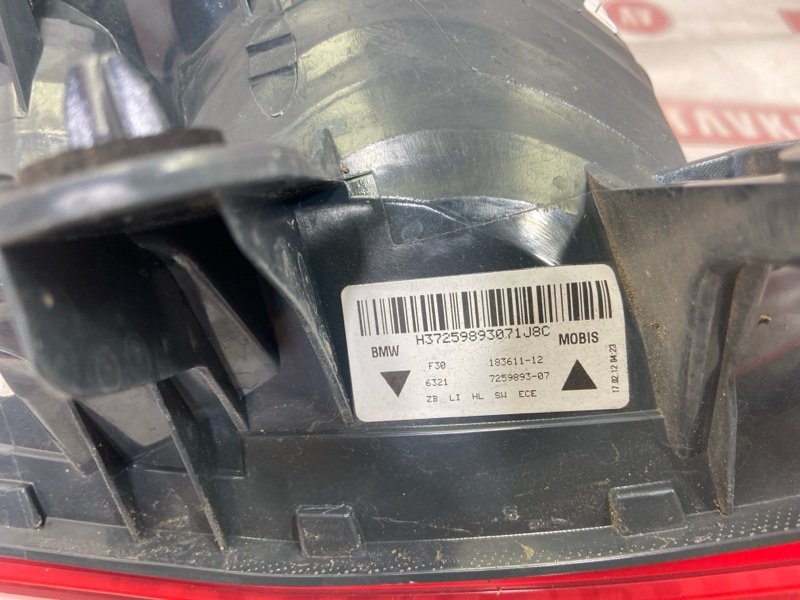 AV
H37259893071J8C
BMW MOBIS
F30 183611-12
6321 7259893-07
ZB LI HL SW ECE
17 02 12 04:23